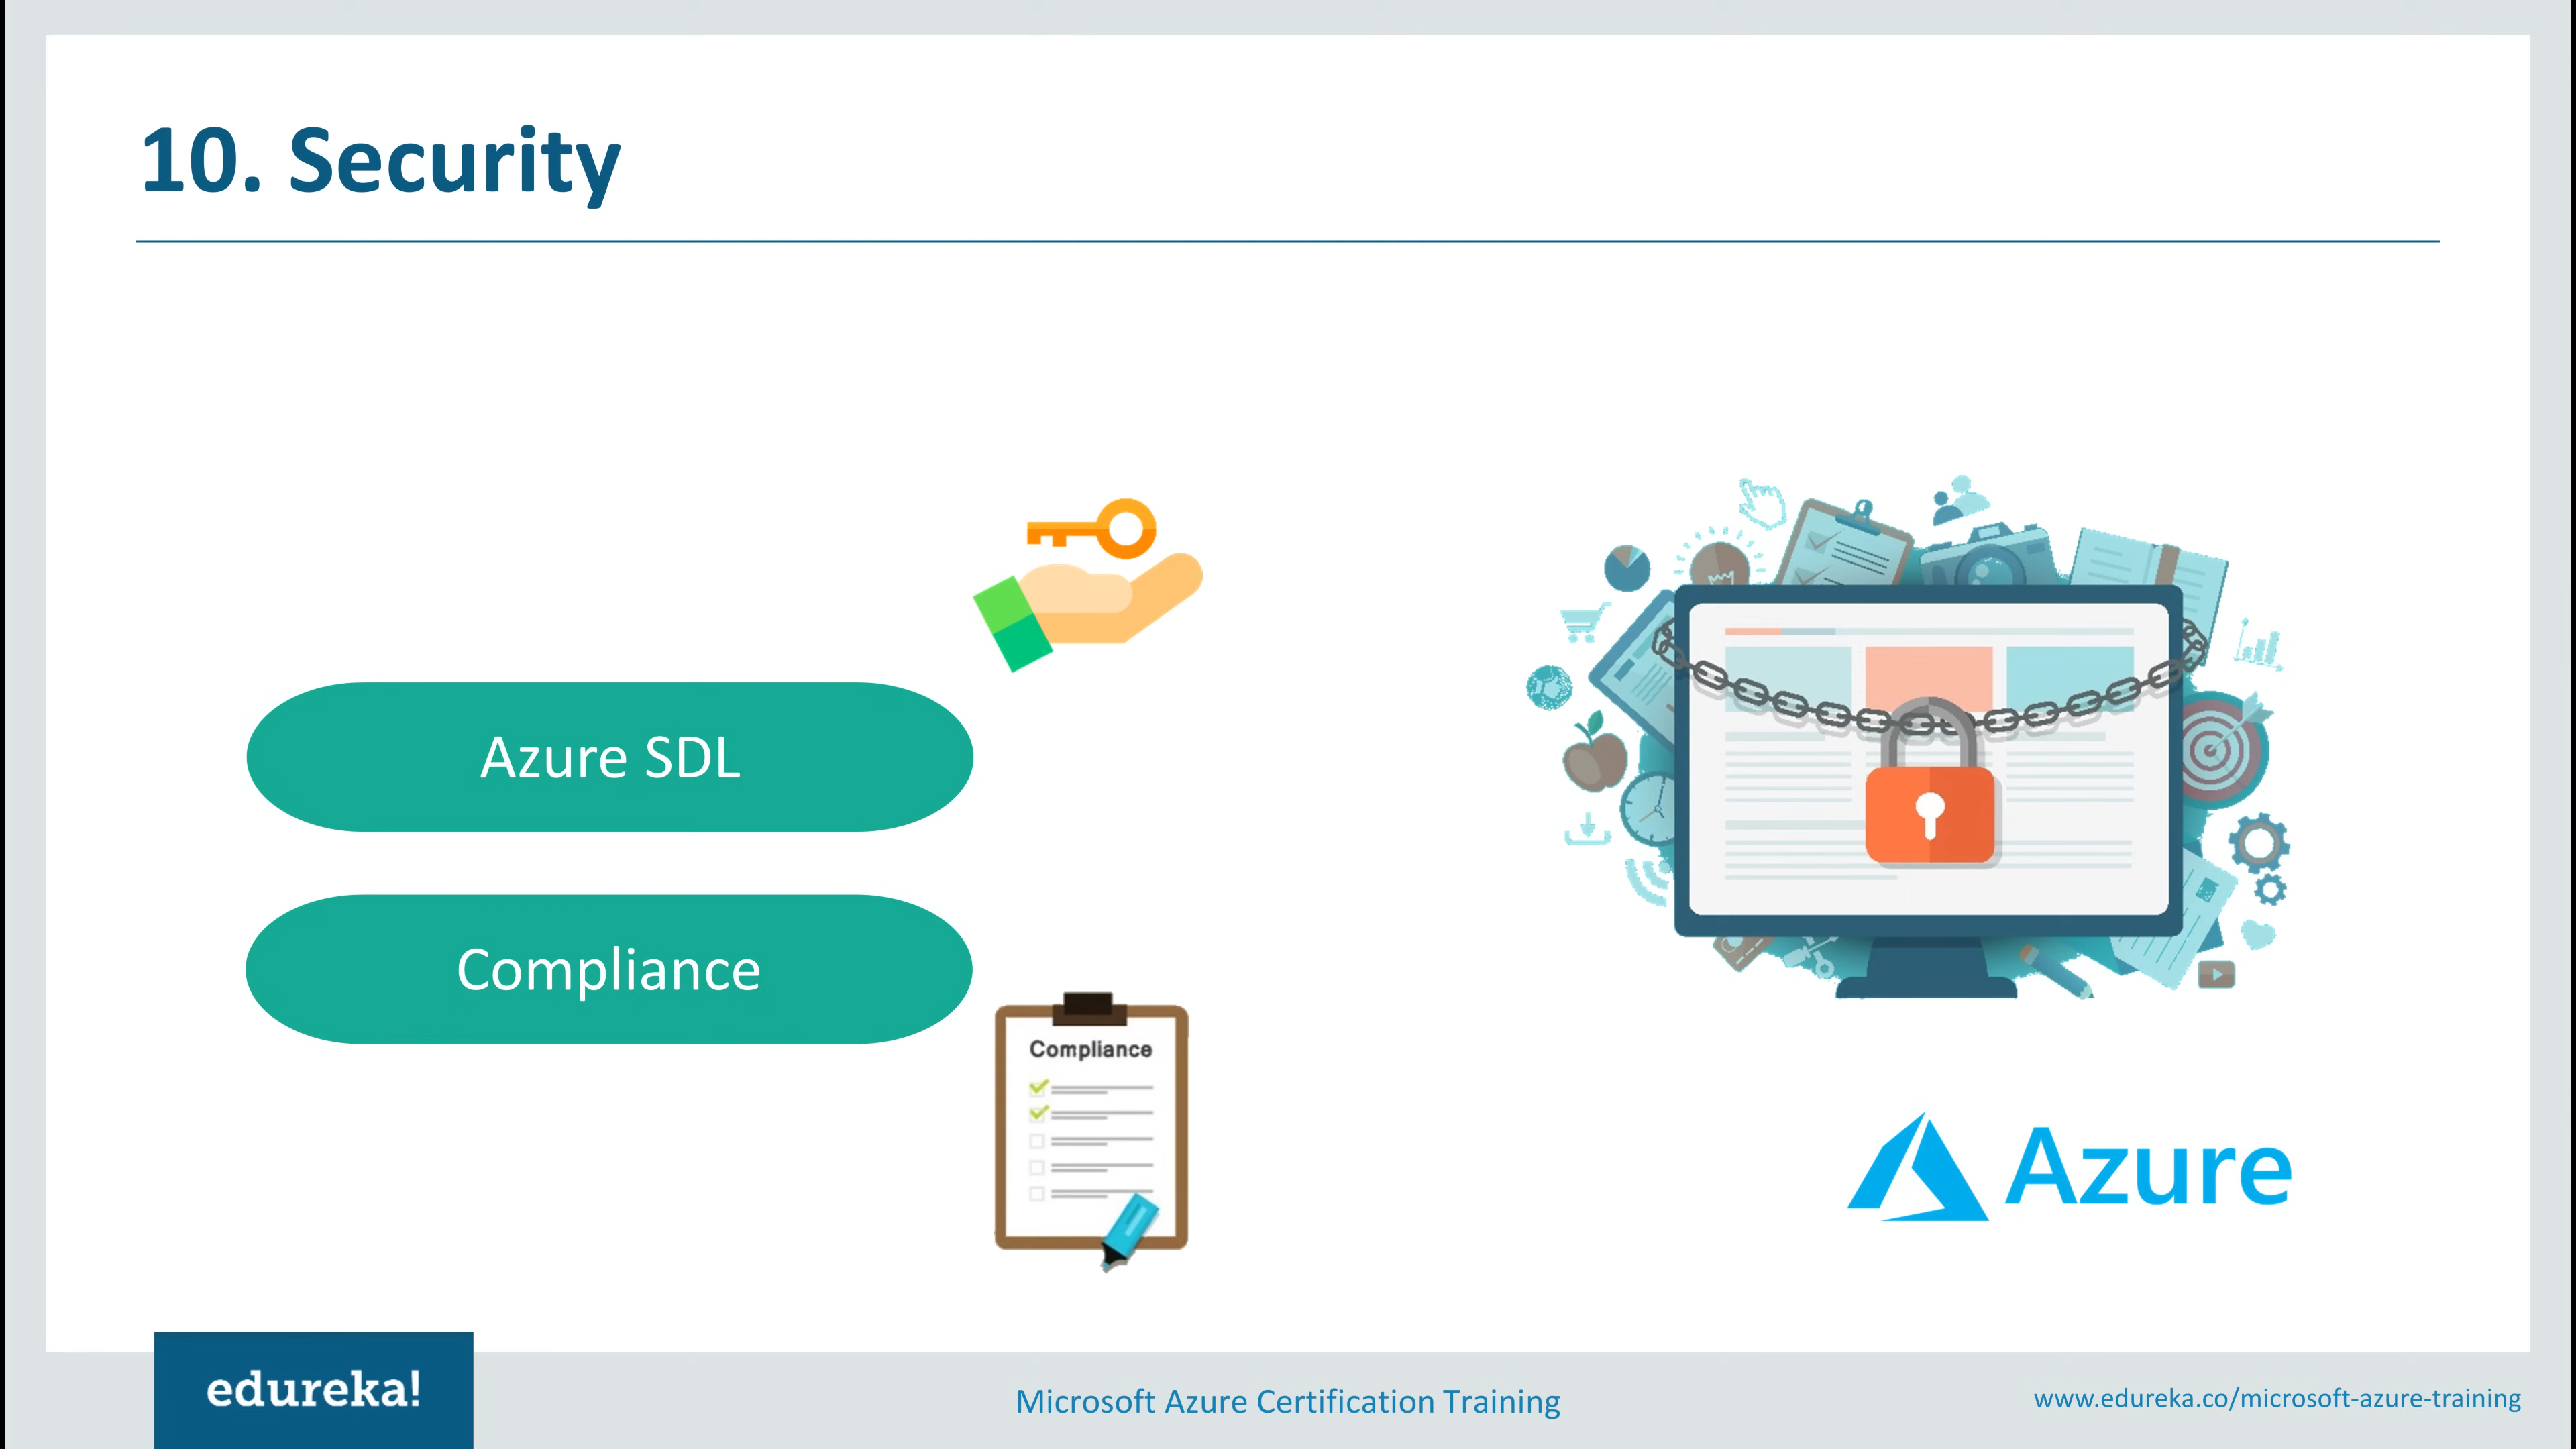 10. Security
Azure SDL
Compliance
Compliance
Azure
edureka!
Microsoft Azure Certification Training
www.edureka.co/microsoft-azure-training